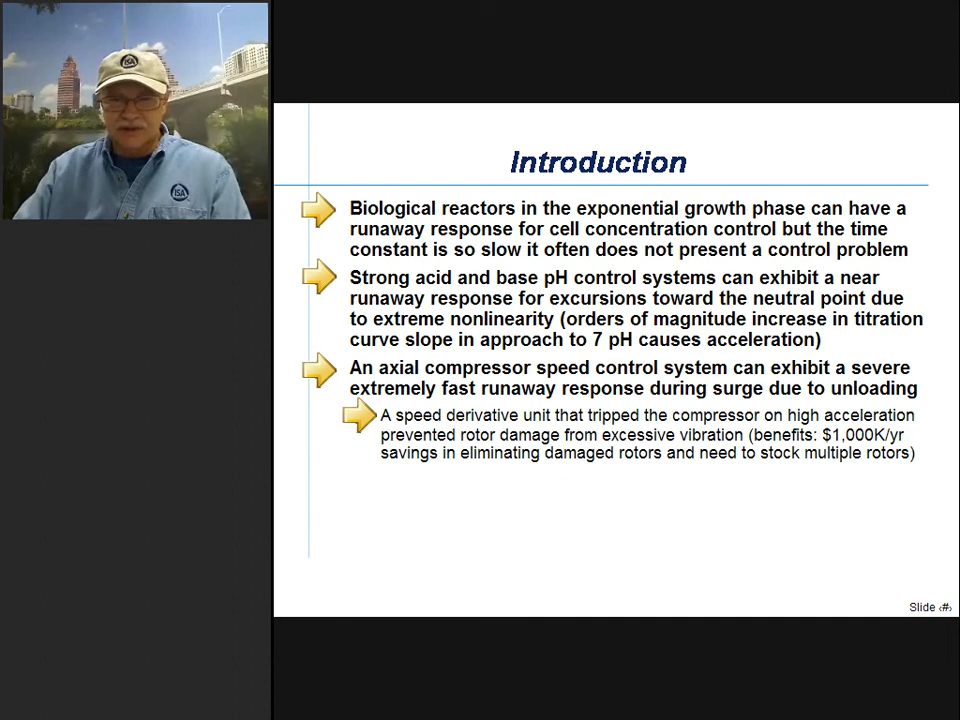 ISA
ISA
Introduction
Biological reactors in the exponential growth phase can have a
runaway response for cell concentration control but the time
constant is so slow it often does not present a control problem
Strong acid and base pH control systems can exhibit a near
runaway response for excursions toward the neutral point due
to extreme nonlinearity (orders of magnitude increase in titration
curve slope in approach to 7 pH causes acceleration)
An axial compressor speed control system can exhibit a severe
extremely fast runaway response during surge due to unloading
A speed derivative unit that tripped the compressor on high acceleration
prevented rotor damage from excessive vibration (benefits: $1,000K/yr
savings in eliminating damaged rotors and need to stock multiple rotors)
Slide ‹#›